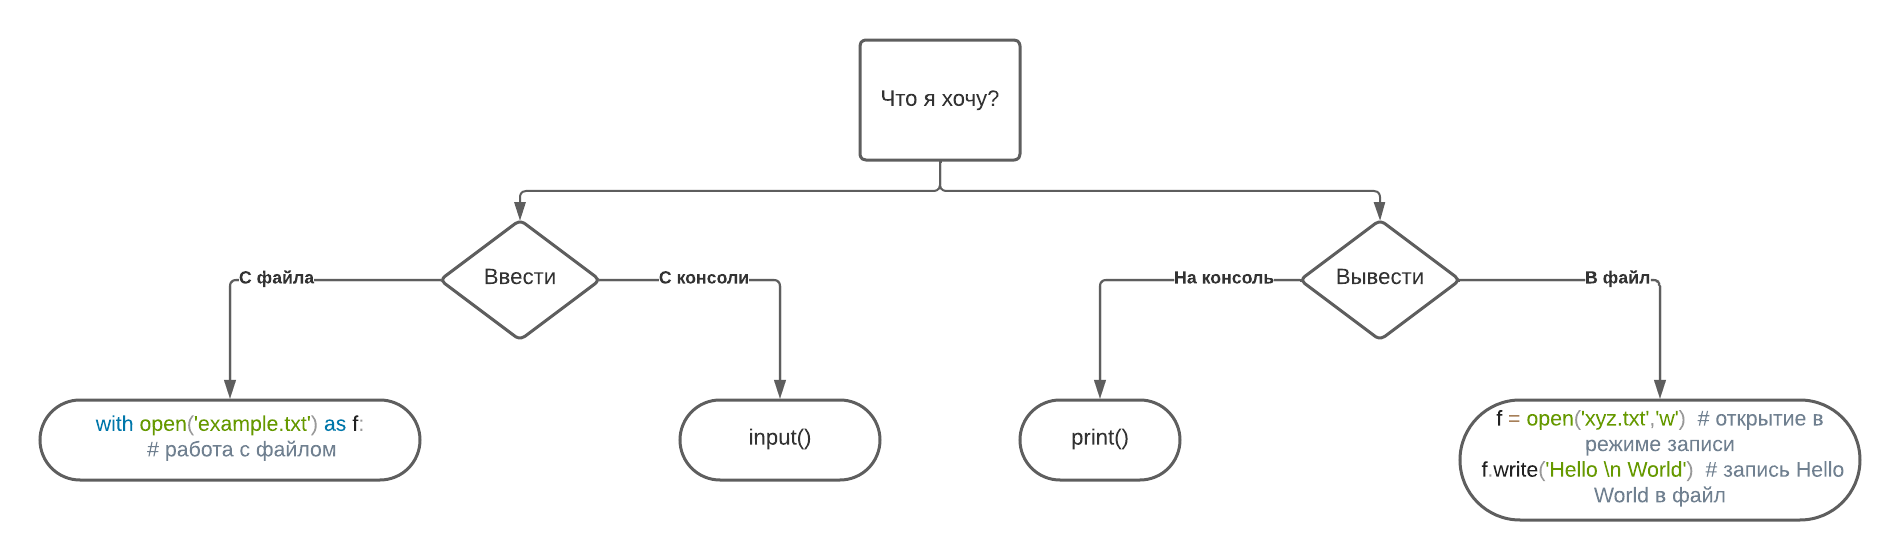 Что я хочу?
Ввести
С файла
С консоли
with open('example.txt') as f:
# работа с файлом
input()
Вывести
На консоль
В файл
print()
f = open('xyz.txt','w')  # открытие в
режиме записи
f.write('Hello \n World')  # запись Hello
World в файл